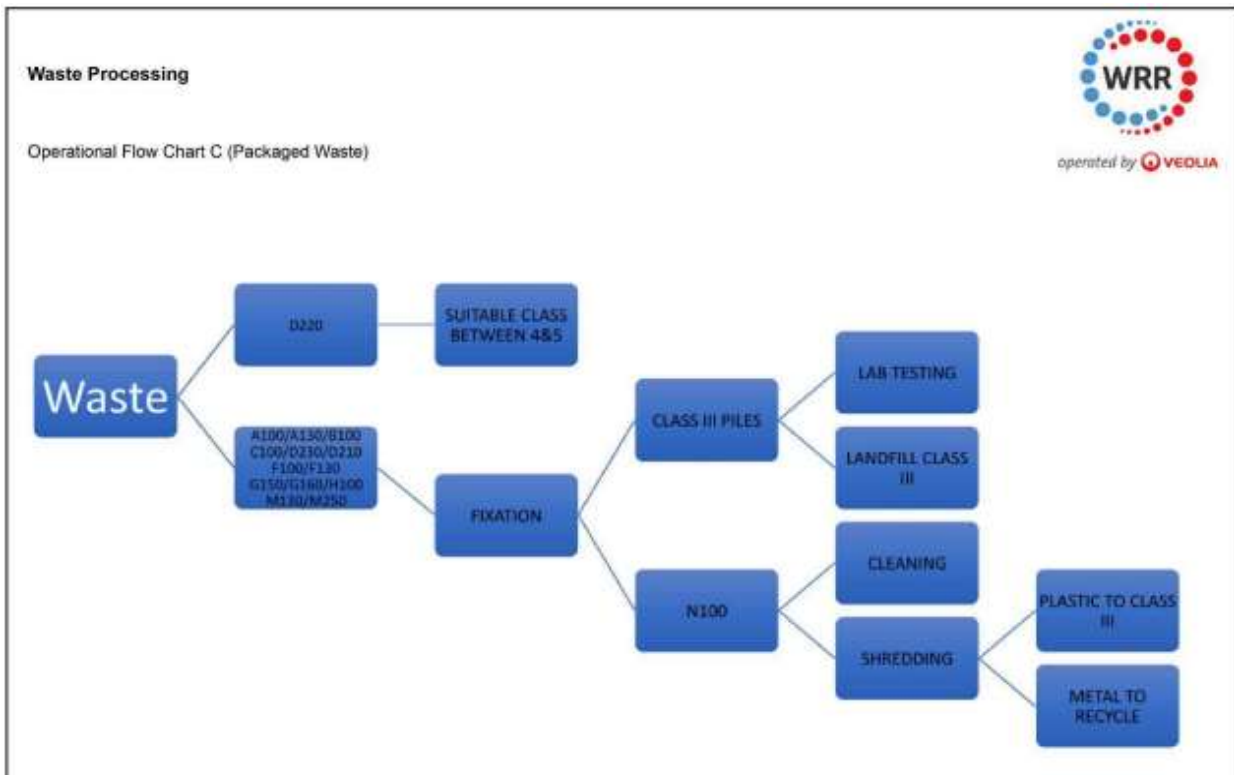 Waste Processing
WRR
operated by VEOLIA
Operational Flow Chart C (Packaged Waste)
Waste
D220
SUITABLE CLASS
BETWEEN 4&5
A100/A130/B100
C100/D230/D210
F100/F130
G150/G160/H100
M130/M250
FIXATION
CLASS III PILES
LAB TESTING
LANDFILL CLASS
III
N100
CLEANING
SHREDDING
PLASTIC TO CLASS
III
METAL TO
RECYCLE